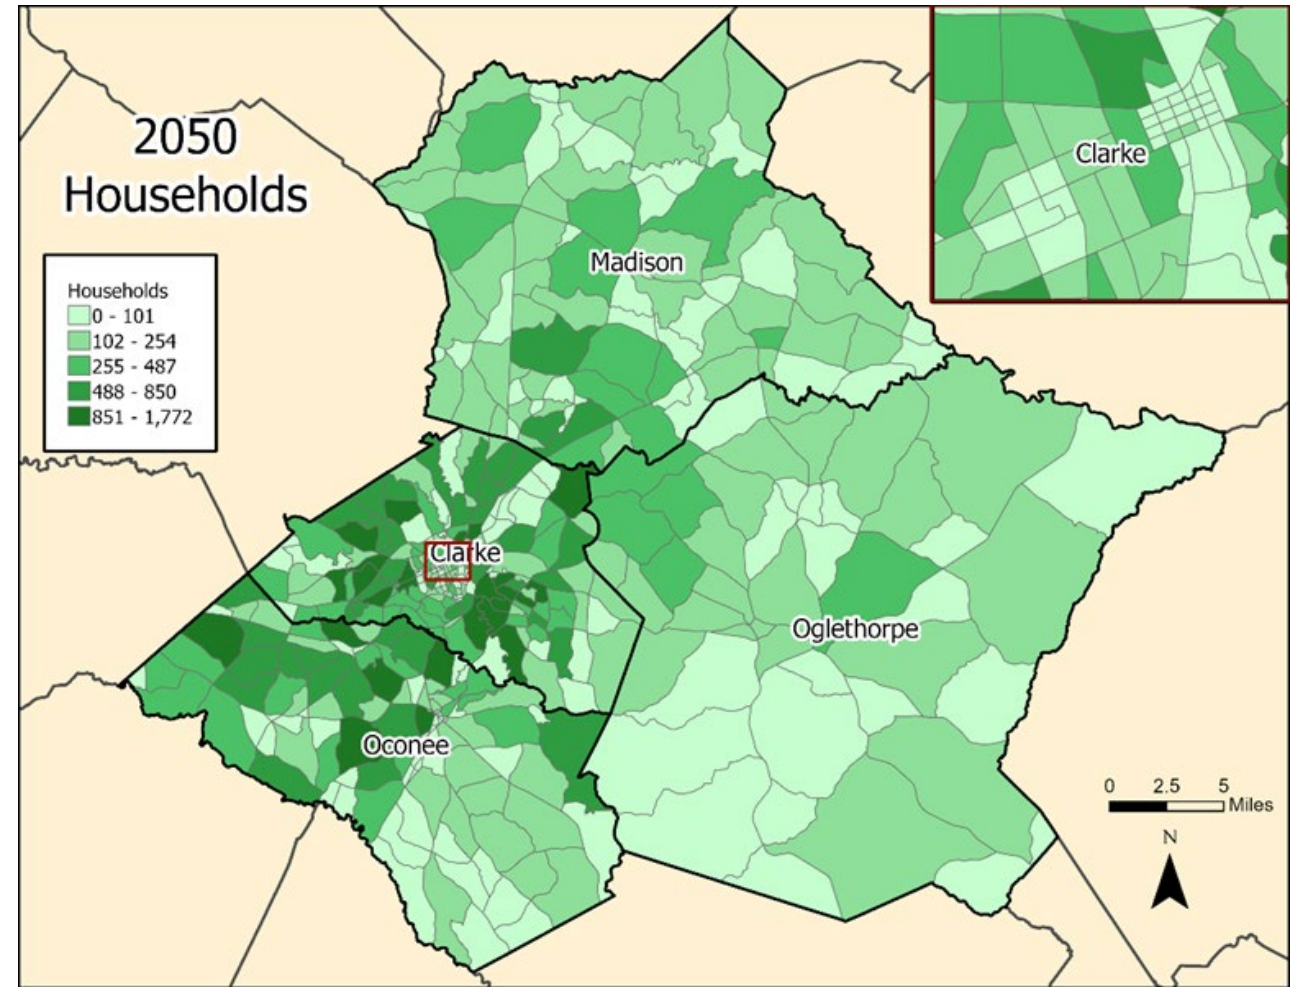 2050
Households
Households
0 - 101
102 - 254
255 - 487
488 - 850
851 - 1,772
Clarke
Madison
Clarke
Oglethorpe
Oconee
0 2.5 5
Miles
N